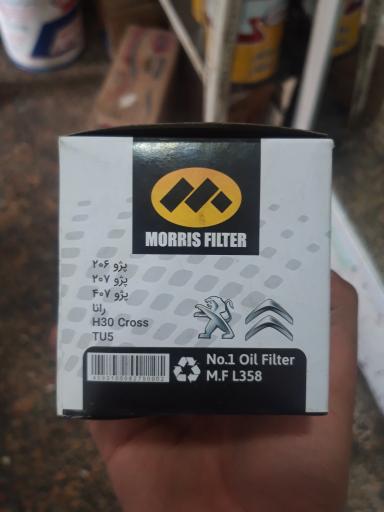 MORRIS FILTER
پژو ۲۰۶
پژو ۲۰۷
پژو ۴۰۷
رانا
H30 Cross
TU5
No.1 Oil Filter
M.F L358